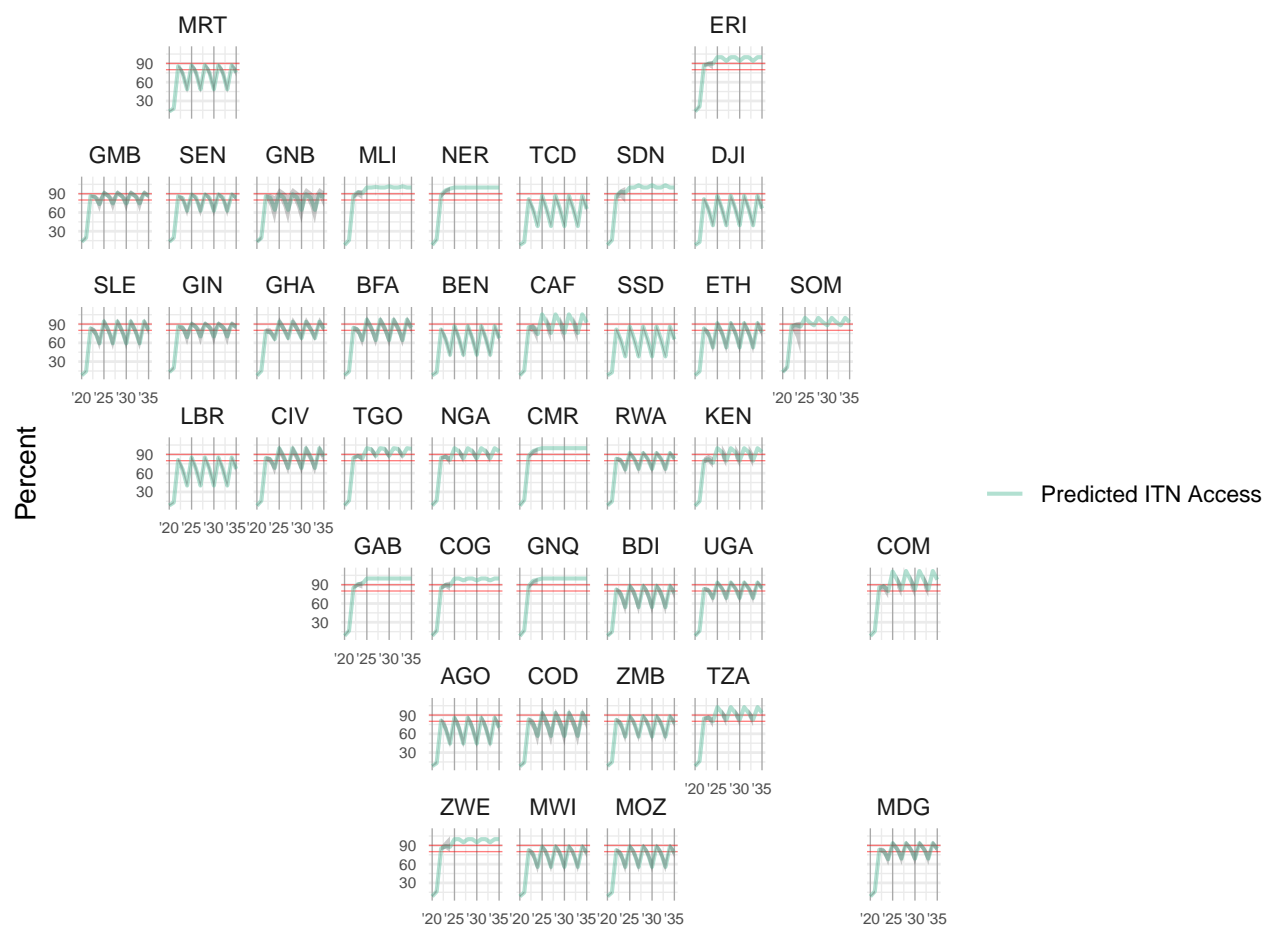 MRT ERI
90
60
30
GMB SEN GNB MLI NER TCD SDN DJI
90
60
30
SLE GIN GHA BFA BEN CAF SSD ETH SOM
90
60
30
'20 '25 '30 '35 '20 '25 '30 '35
LBR CIV TGO NGA CMR RWA KEN
90
60
30
Percent
Predicted ITN Access
'20 '25 '30 '35 '20 '25 '30 '35
GAB COG GNQ BDI UGA COM
90
60
30
'20 '25 '30 '35
AGO COD ZMB TZA
90
60
30
'20 '25 '30 '35
ZWE MWI MOZ MDG
90
60
30
'20 '25 '30 '35 '20 '25 '30 '35 '20 '25 '30 '35 '20 '25 '30 '35